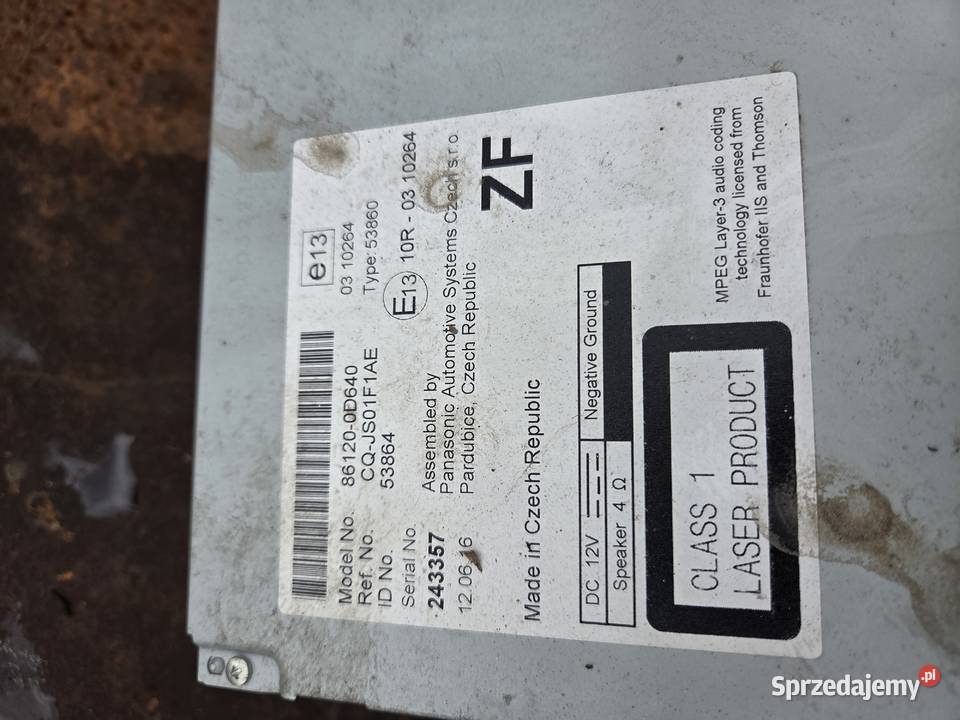 Model No. 86120-0D640
Ref. No. CQ-JS01F1AE
ID No. 53864
e13
03 10264
Type: 53860
E13 10R - 03 10264
Serial No.
243357
12.06.16
Assembled by
Panasonic Automotive Systems Czech s.r.o.
Pardubice, Czech Republic
ZF
Made in Czech Republic
DC 12V
Negative Ground
Speaker 4 Ω
CLASS 1
LASER PRODUCT
MPEG Layer-3 audio coding
technology licensed from
Fraunhofer IIS and Thomson
6
Sprzedajemy.pl